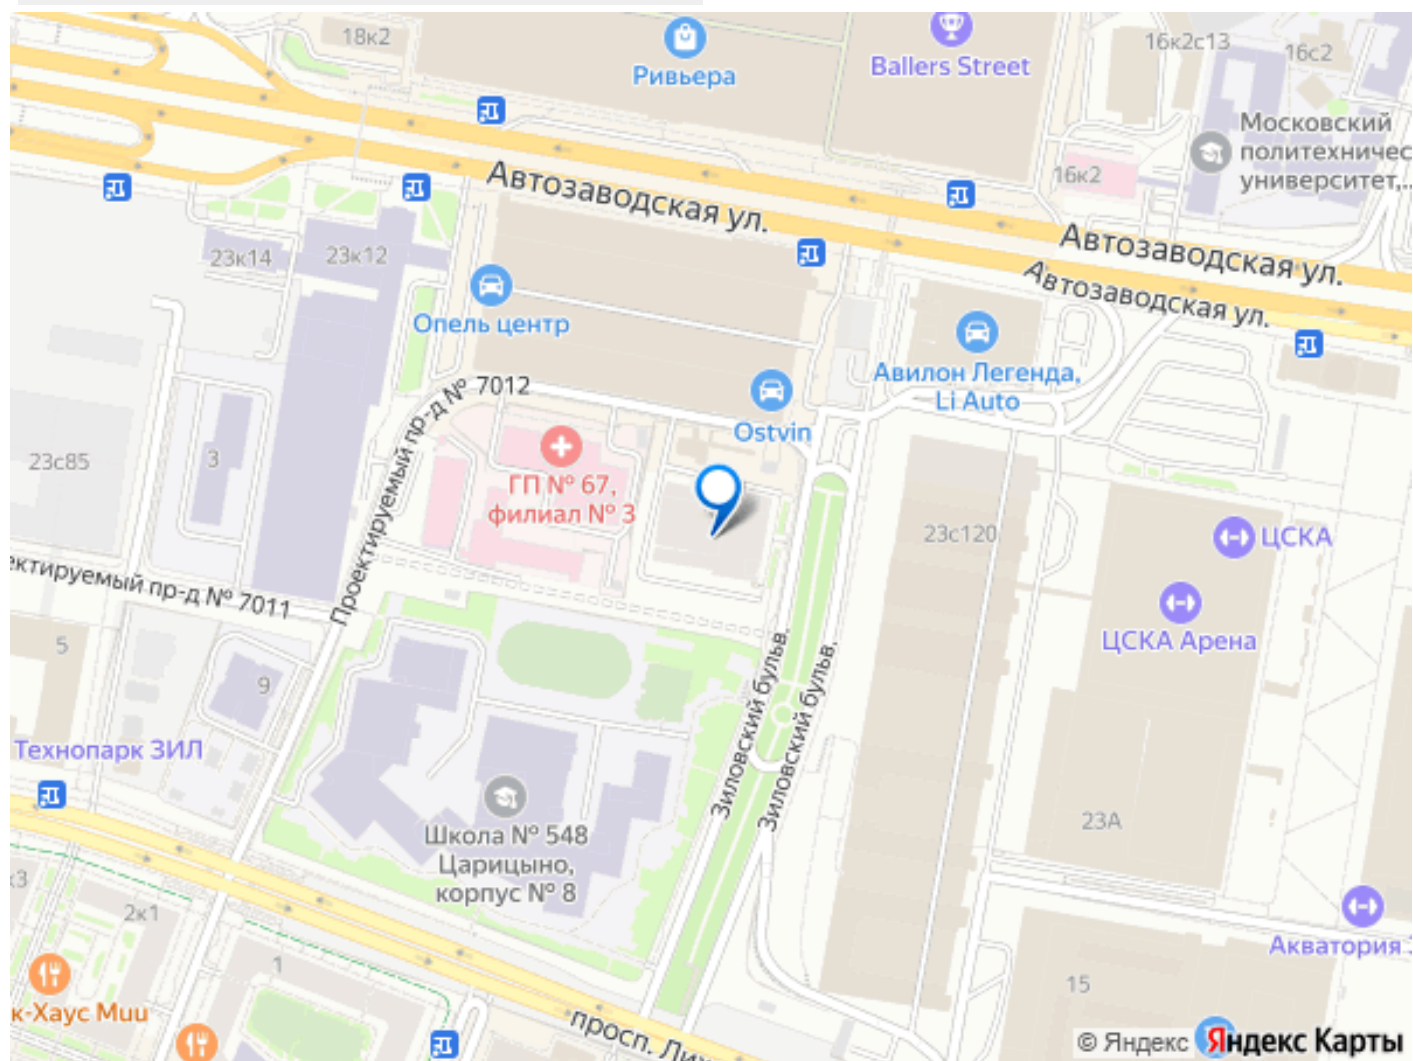 18к2
Ривьера
Ballers Street
16к2с13
16с2
Московский
политехничес
университет,..
16к2
Автозаводская ул.
Автозаводская ул.
Автозаводская ул.
23к14
23к12
Опель центр
Авилон Легенда,
Li Auto
Ostvin
Проектируемый пр-д № 7012
23с85
3
ГП № 67,
филиал № 3
23с120
ЦСКА
ЦСКА Арена
ектируемый пр-д № 7011
5
9
Зиловский бульв.
Зиловский бульв.
Технопарк ЗИЛ
Школа № 548
Царицыно,
корпус № 8
23А
к3
2к1
1
Акватория З
15
к-Хаус Muu
просп. Лих
© Яндекс Яндекс Карты